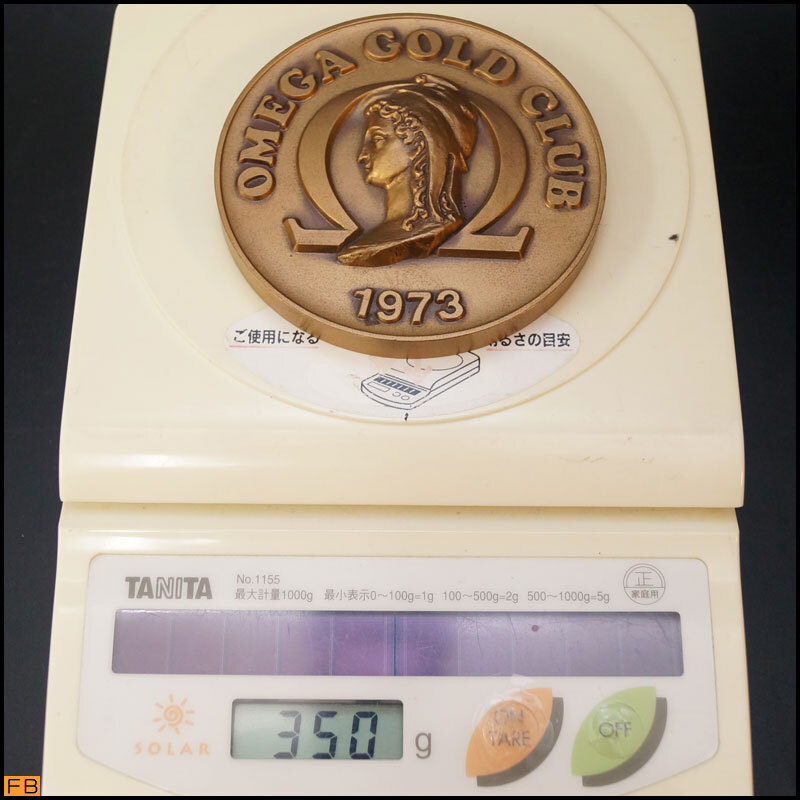 OMEGA GOLD CLUB
1973
ご使用になる
明るさの目安
TANITA
No.1155
最大計量1000g 最小表示0～100g=1g 100～500g=2g 500～1000g=5g
正
家庭用
SOLAR
350 g
ON
TARE
OFF
FB